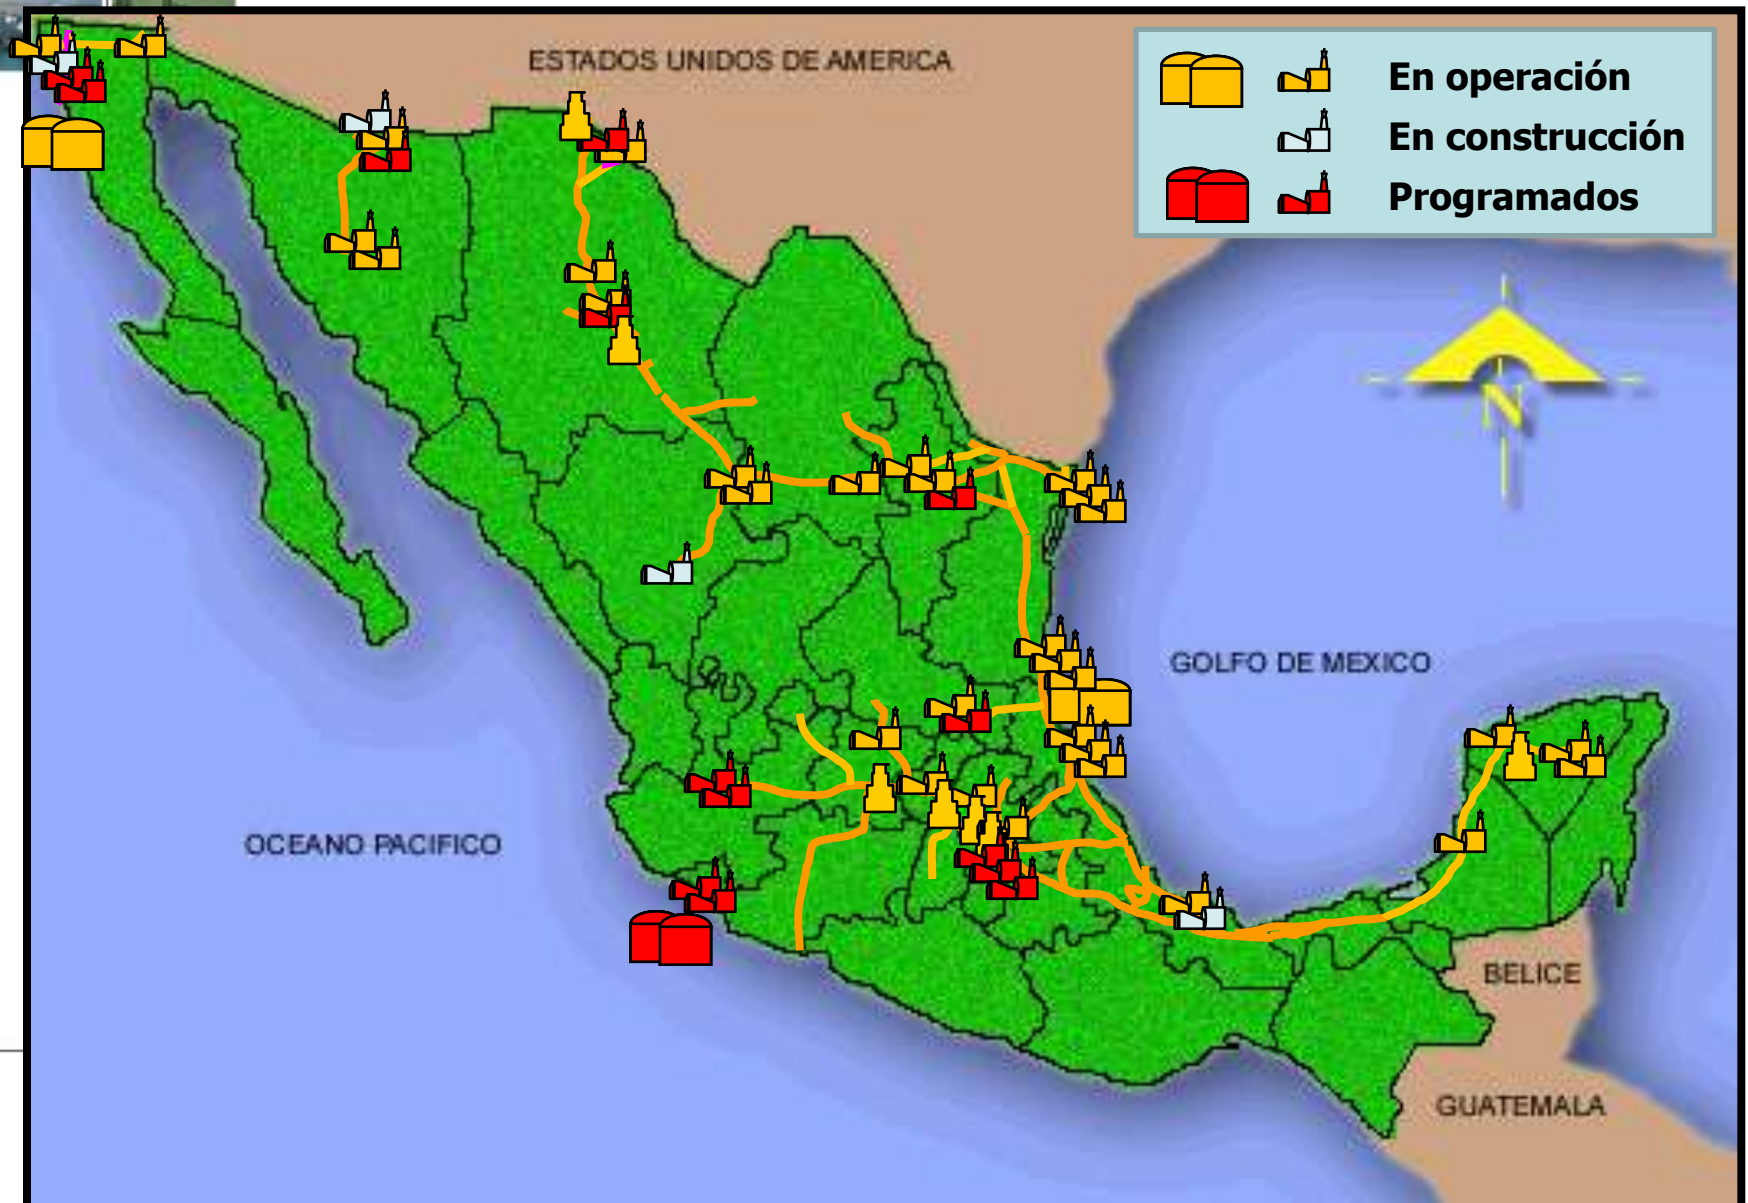 ESTADOS UNIDOS DE AMERICA
En operación
En construcción
Programados
N
GOLFO DE MEXICO
OCEANO PACIFICO
BELICE
GUATEMALA